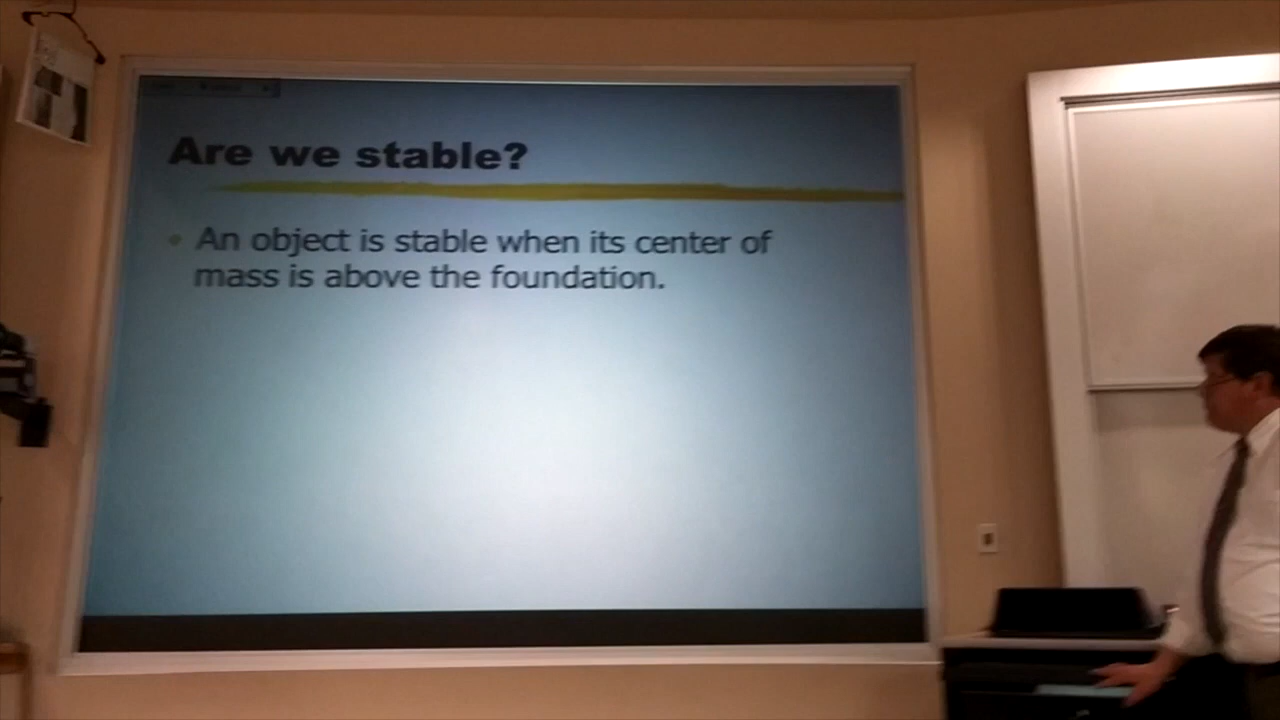 Are we stable?
An object is stable when its center of
mass is above the foundation.